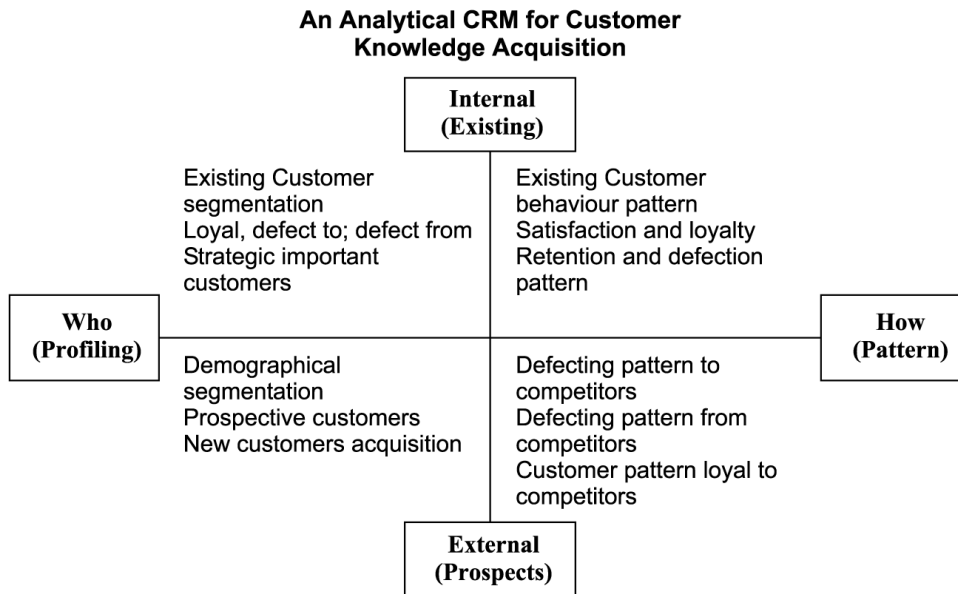 An Analytical CRM for Customer
Knowledge Acquisition
Internal
(Existing)
Existing Customer
segmentation
Loyal, defect to; defect from
Strategic important
customers
Existing Customer
behaviour pattern
Satisfaction and loyalty
Retention and defection
pattern
Who
(Profiling)
How
(Pattern)
Demographical
segmentation
Prospective customers
New customers acquisition
Defecting pattern to
competitors
Defecting pattern from
competitors
Customer pattern loyal to
competitors
External
(Prospects)